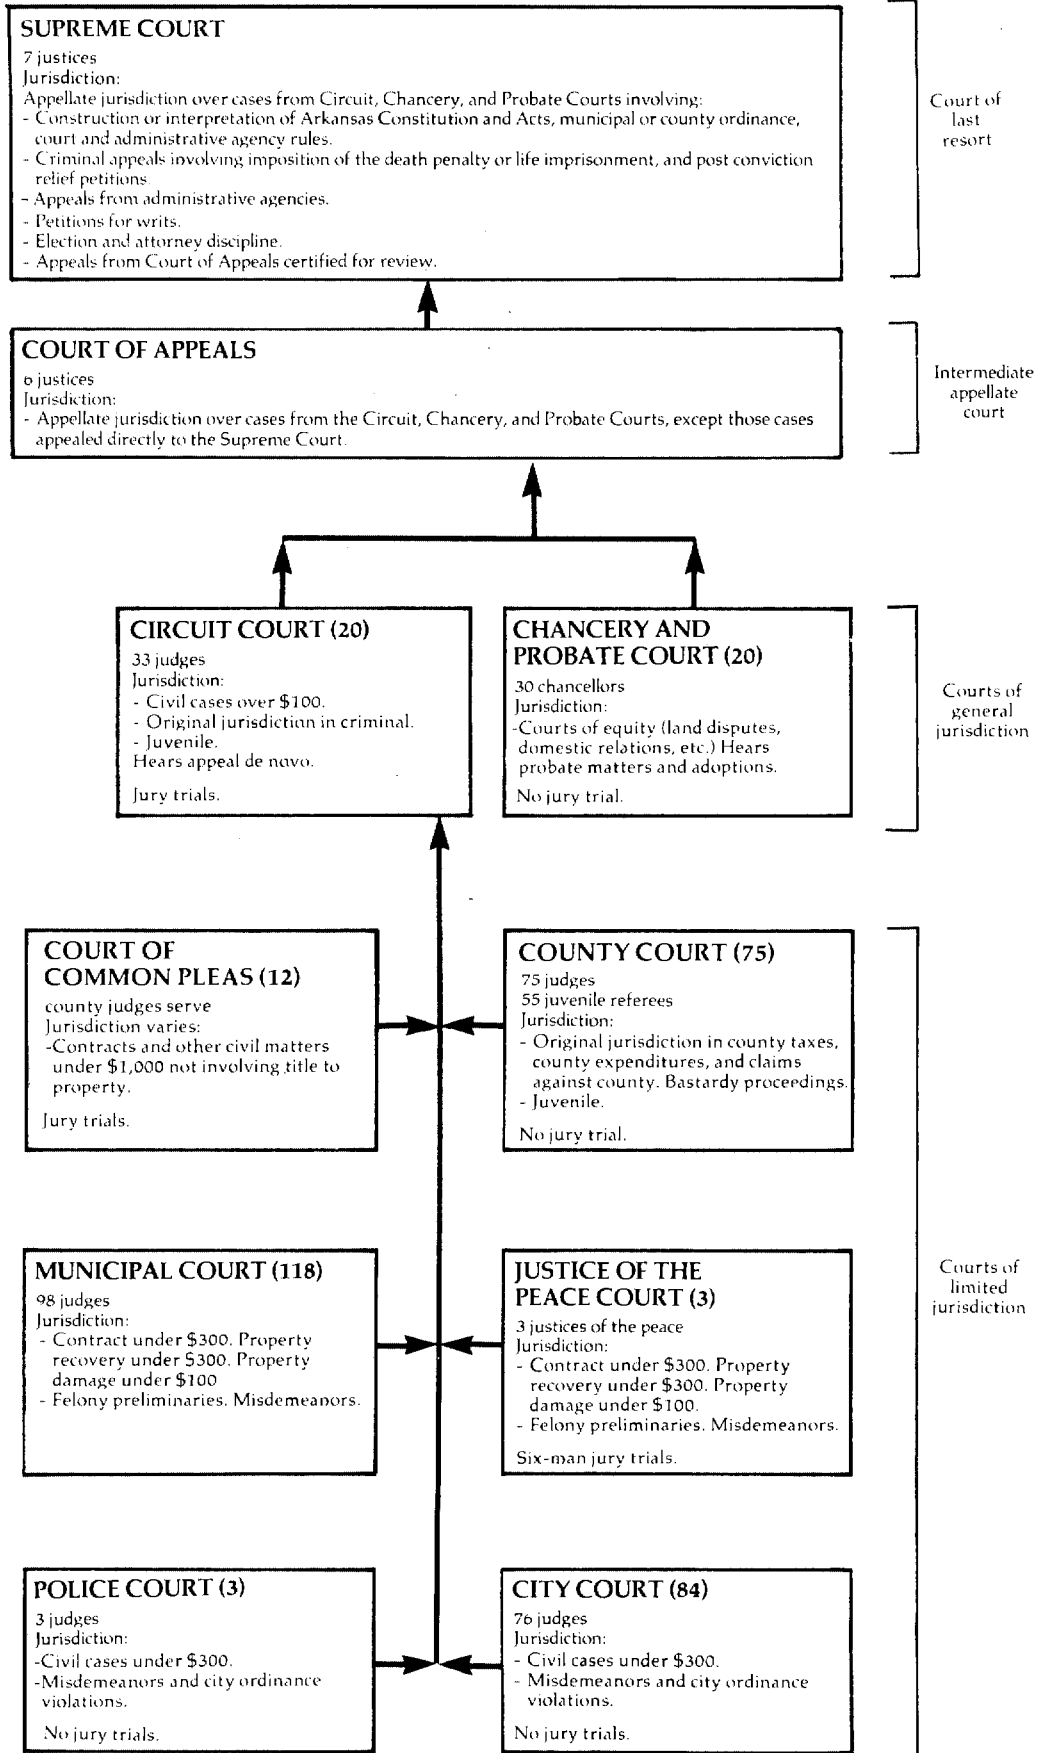 SUPREME COURT
7 justices
Jurisdiction:
Appellate jurisdiction over cases from Circuit, Chancery, and Probate Courts involving:
- Construction or interpretation of Arkansas Constitution and Acts, municipal or county ordinance,
court and administrative agency rules.
- Criminal appeals involving imposition of the death penalty or life imprisonment, and post conviction
relief petitions.
- Appeals from administrative agencies.
- Petitions for writs.
- Election and attorney discipline.
- Appeals from Court of Appeals certified for review.
Court of
last
resort
COURT OF APPEALS
6 justices
Jurisdiction:
- Appellate jurisdiction over cases from the Circuit, Chancery, and Probate Courts, except those cases
appealed directly to the Supreme Court.
Intermediate
appellate
court
CIRCUIT COURT (20)
33 judges
Jurisdiction:
- Civil cases over $100.
- Original jurisdiction in criminal.
- Juvenile.
Hears appeal de novo.
Jury trials.
CHANCERY AND
PROBATE COURT (20)
30 chancellors
Jurisdiction:
-Courts of equity (land disputes,
domestic relations, etc.) Hears
probate matters and adoptions.
No jury trial.
Courts of
general
jurisdiction
COURT OF
COMMON PLEAS (12)
county judges serve
Jurisdiction varies:
-Contracts and other civil matters
under $1,000 not involving title to
property.
Jury trials.
COUNTY COURT (75)
75 judges
55 juvenile referees
Jurisdiction:
- Original jurisdiction in county taxes,
county expenditures, and claims
against county. Bastardy proceedings.
- Juvenile.
No jury trial.
MUNICIPAL COURT (118)
98 judges
Jurisdiction:
- Contract under $300. Property
recovery under $300. Property
damage under $100
- Felony preliminaries. Misdemeanors.
JUSTICE OF THE
PEACE COURT (3)
3 justices of the peace
Jurisdiction:
- Contract under $300. Property
recovery under $300. Property
damage under $100.
- Felony preliminaries. Misdemeanors.
Six-man jury trials.
Courts of
limited
jurisdiction
POLICE COURT (3)
3 judges
Jurisdiction:
-Civil cases under $300.
-Misdemeanors and city ordinance
violations.
No jury trials.
CITY COURT (84)
76 judges
Jurisdiction:
- Civil cases under $300.
- Misdemeanors and city ordinance
violations.
No jury trials.